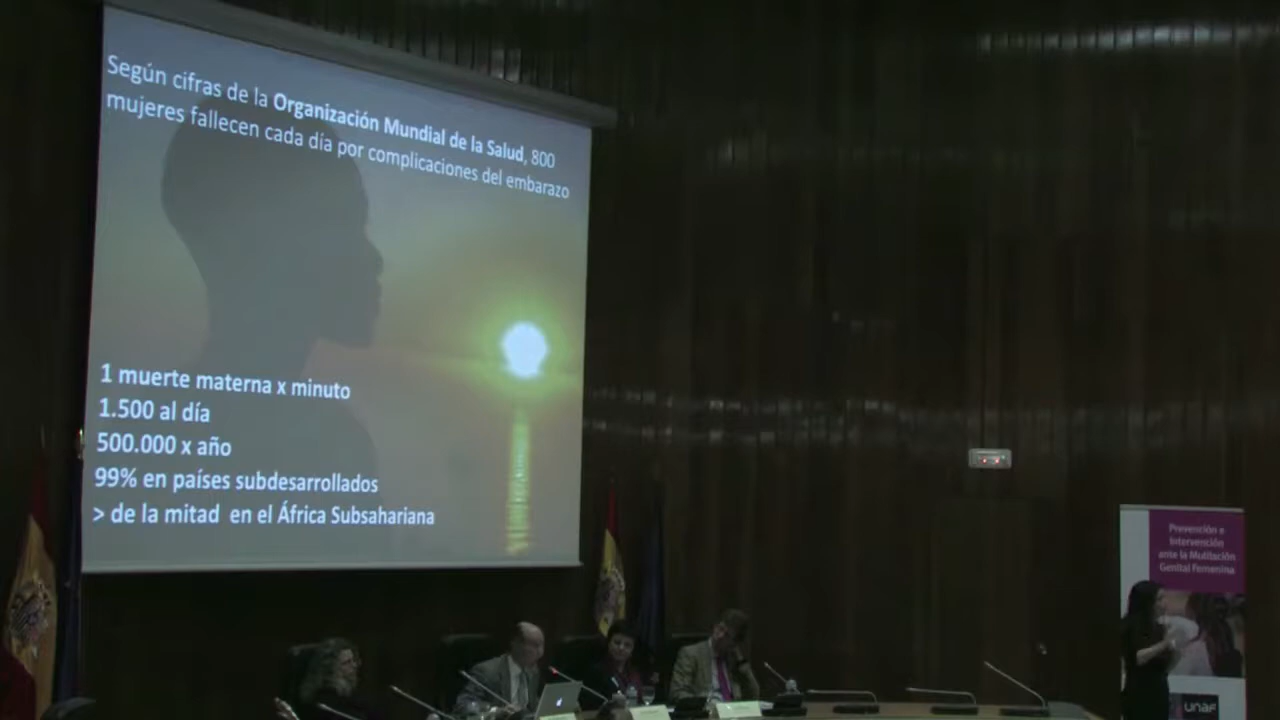 Según cifras de la Organización Mundial de la Salud, 800
mujeres fallecen cada día por complicaciones del embarazo
1 muerte materna x minuto
1.500 al día
500.000 x año
99% en países subdesarrollados
> de la mitad en el África Subsahariana
Prevención e
Intervención
ante la Mutilación
Genital Femenina
unaf